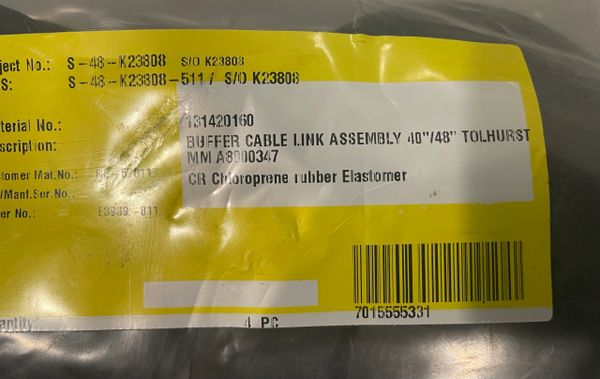 ject No.: S-48-K23808 S/O K23808
S: S-48-K23808-511/ S/O K23808
terial No.: 131420160
scription: BUFFER CABLE LINK ASSEMBLY 40"/48" TOLHURST
MM A8000347
stomer Mat.No.:
CR Chloroprene rubber Elastomer
/Manf.Ser.No.:
er No.: E3939-811
7015555331
antity: 4 PC